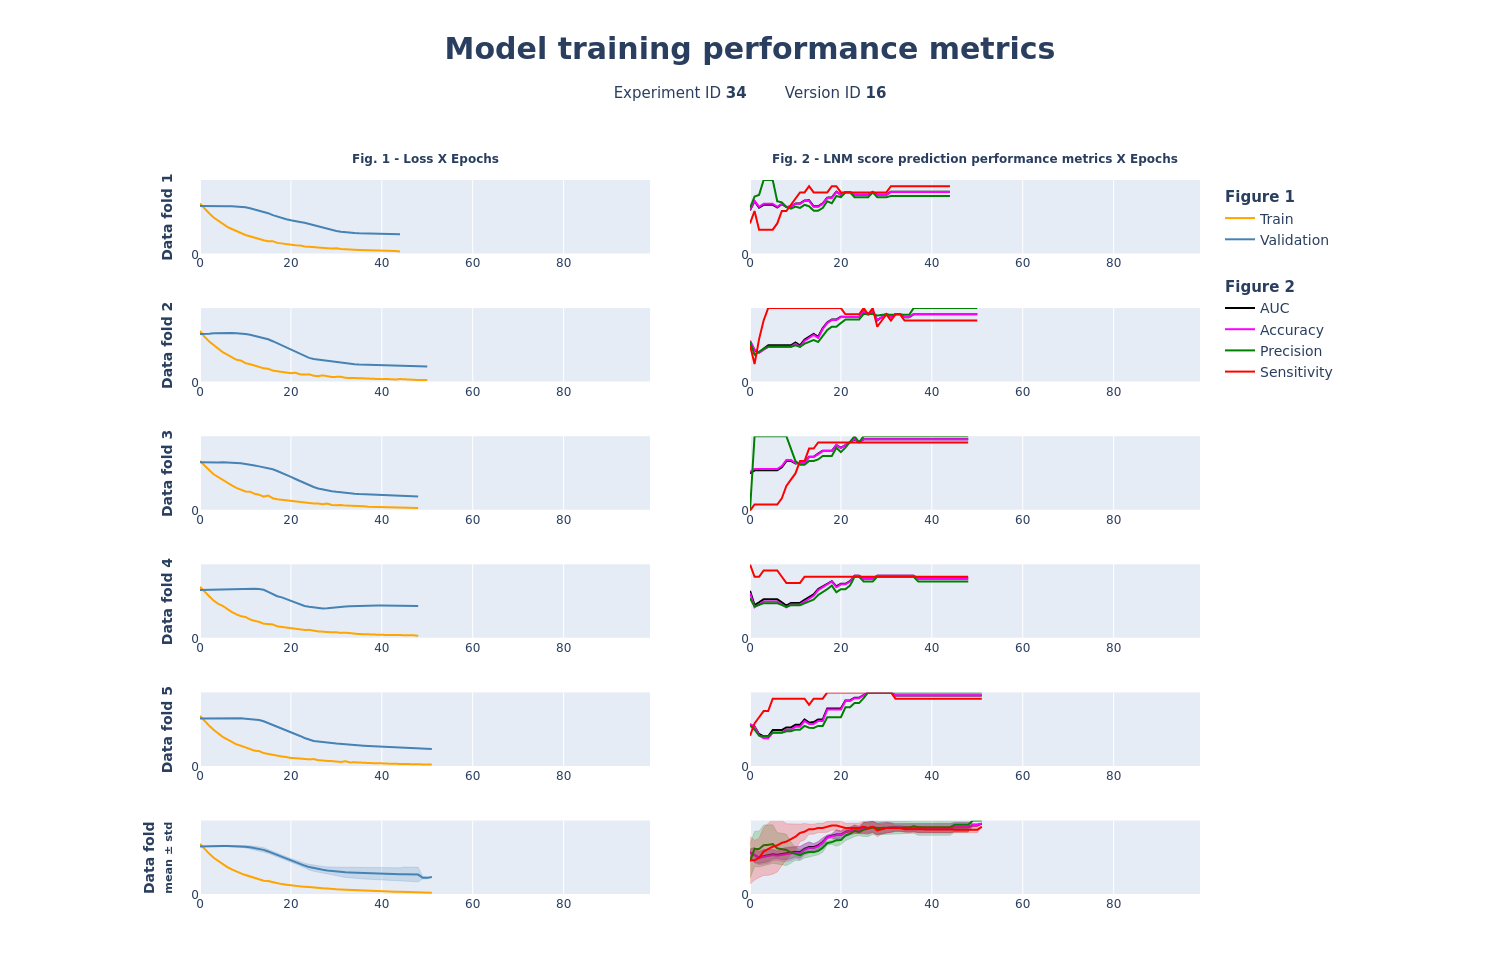 Model training performance metrics
Experiment ID 34 Version ID 16
Fig. 1 - Loss X Epochs
Fig. 2 - LNM score prediction performance metrics X Epochs
Data fold 1
0
0 20 40 60 80
0
0 20 40 60 80
Data fold 2
0
0 20 40 60 80
0
0 20 40 60 80
Data fold 3
0
0 20 40 60 80
0
0 20 40 60 80
Data fold 4
0
0 20 40 60 80
0
0 20 40 60 80
Data fold 5
0
0 20 40 60 80
0
0 20 40 60 80
Data fold
mean ± std
0
0 20 40 60 80
0
0 20 40 60 80
Figure 1
Train
Validation
Figure 2
AUC
Accuracy
Precision
Sensitivity